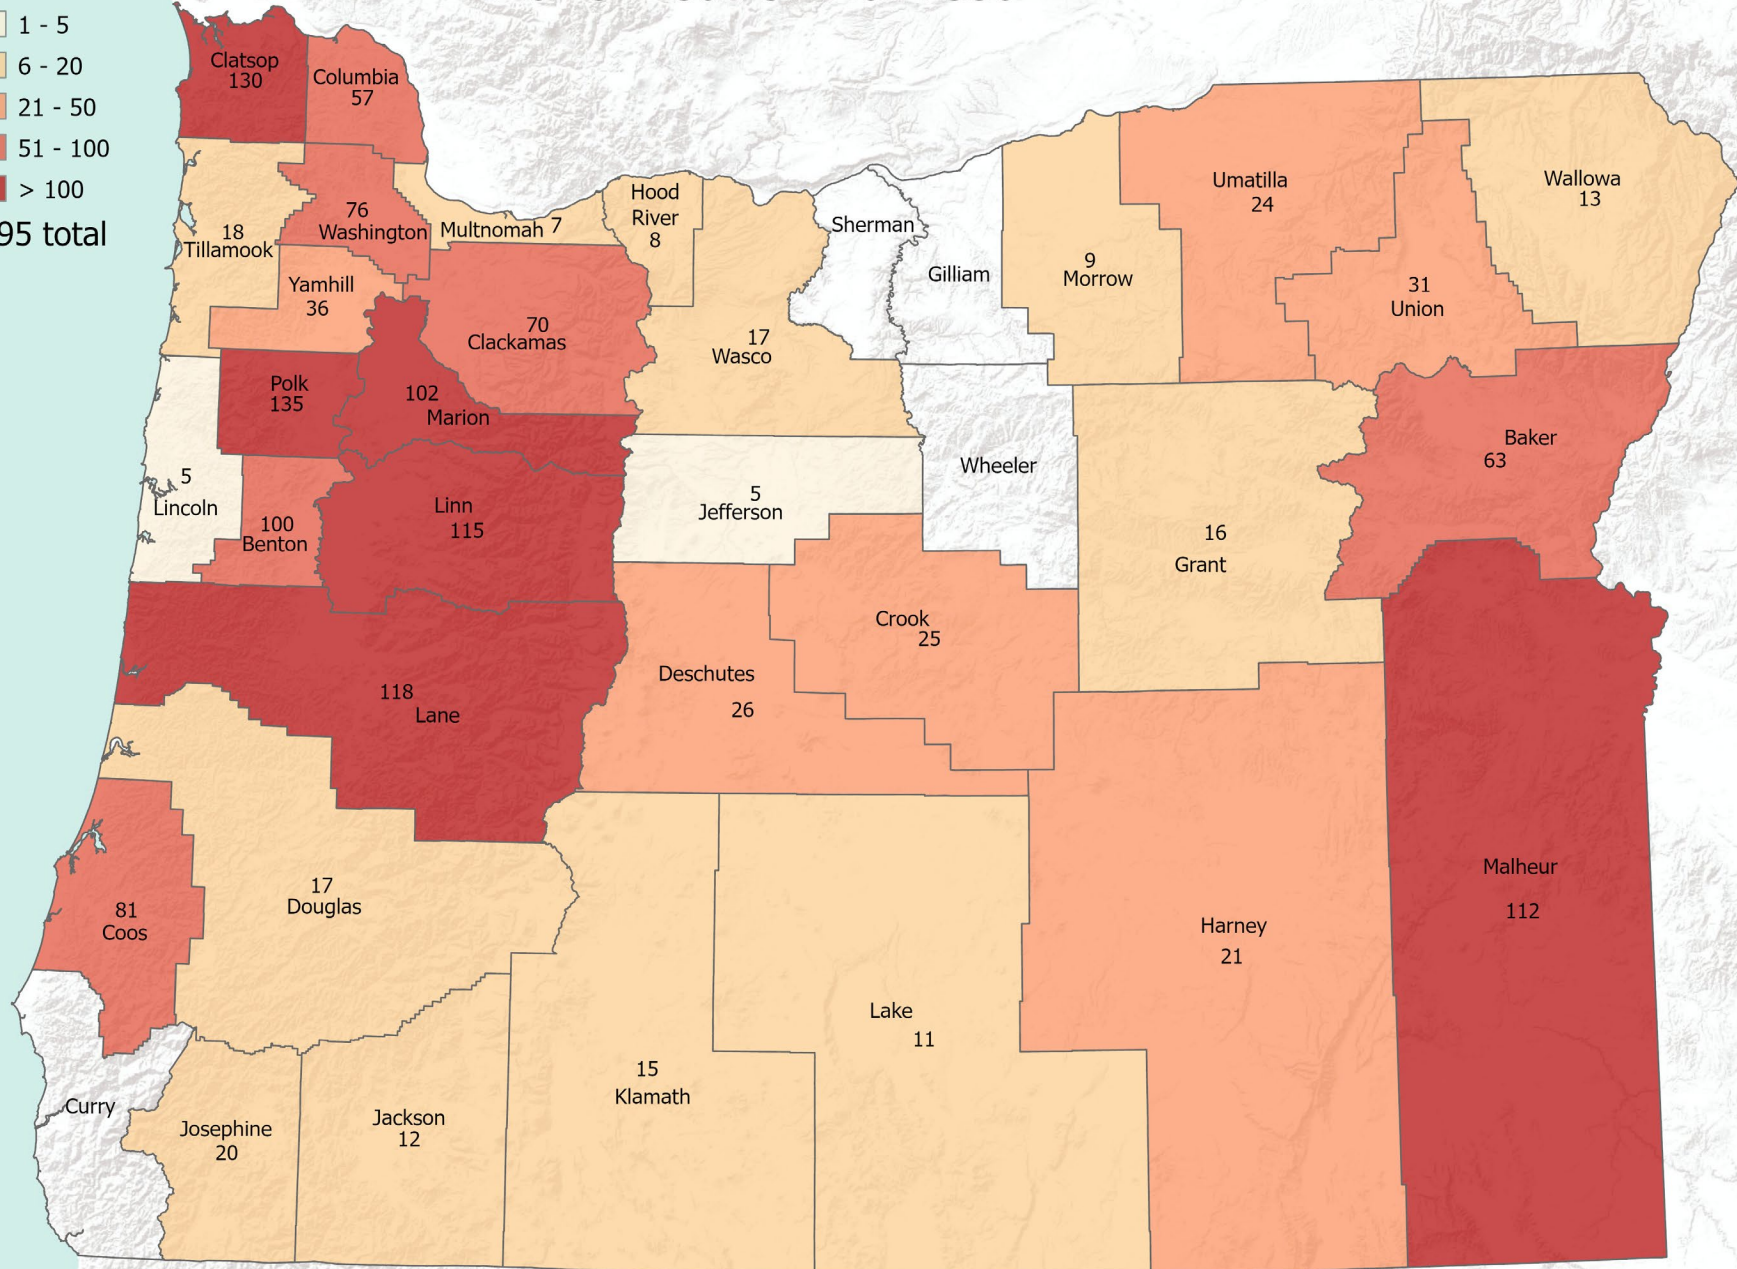 1 - 5
6 - 20
21 - 50
51 - 100
> 100
95 total
Clatsop
130
Columbia
57
76
Washington
18
Tillamook
Multnomah 7
Hood
River
8
Sherman
Gilliam
9
Morrow
Umatilla
24
Wallowa
13
31
Union
Yamhill
36
70
Clackamas
17
Wasco
Polk
135
102
Marion
5
Lincoln
100
Benton
Linn
115
5
Jefferson
Wheeler
16
Grant
Baker
63
Crook
25
Deschutes
26
118
Lane
17
Douglas
81
Coos
Curry
Josephine
20
Jackson
12
15
Klamath
Lake
11
Harney
21
Malheur
112